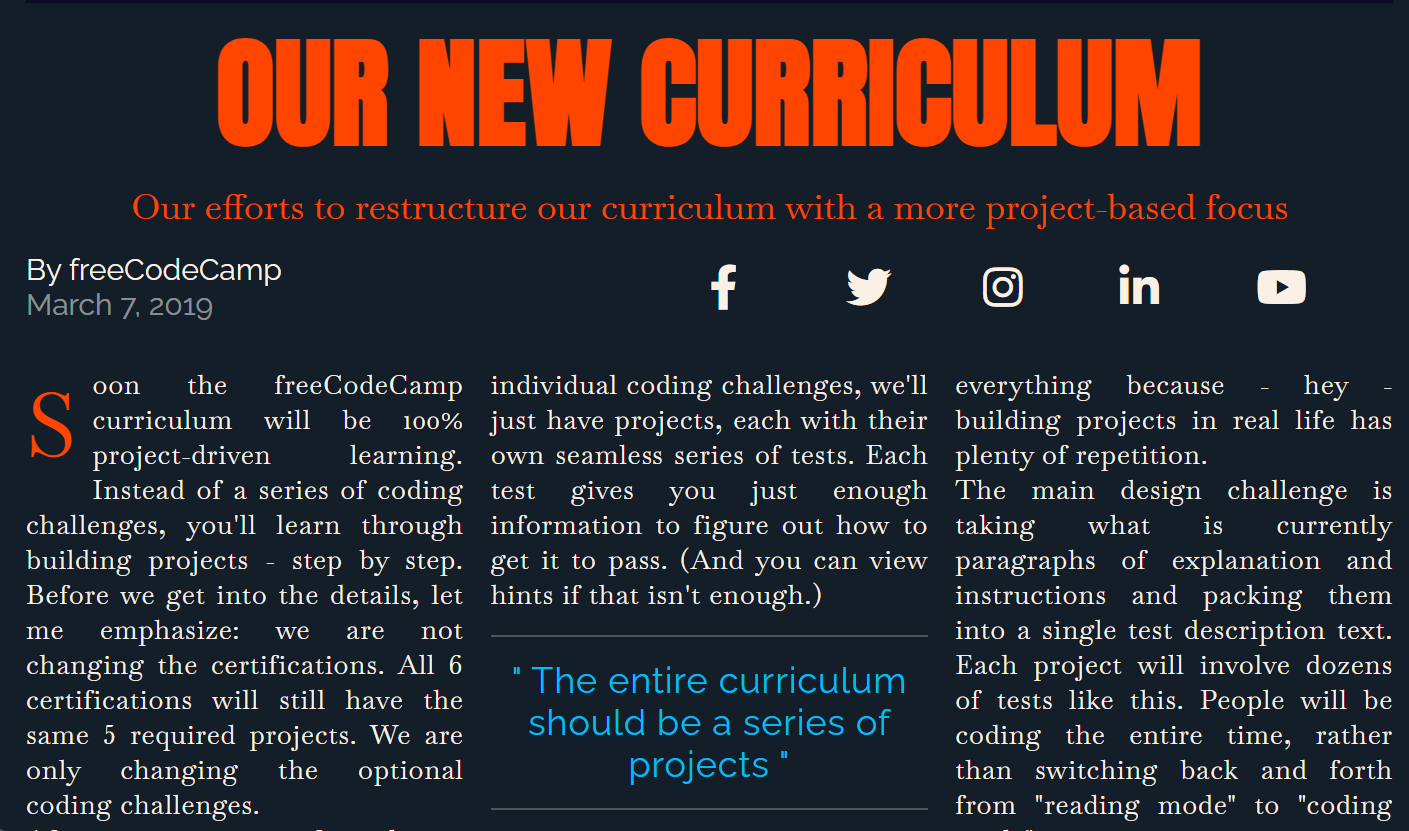 OUR NEW CURRICULUM
Our efforts to restructure our curriculum with a more project-based focus
By freeCodeCamp
March 7, 2019
Soon the freeCodeCamp
curriculum will be 100%
project-driven learning.
Instead of a series of coding
challenges, you'll learn through
building projects - step by step.
Before we get into the details, let
me emphasize: we are not
changing the certifications. All 6
certifications will still have the
same 5 required projects. We are
only changing the optional
coding challenges.
individual coding challenges, we'll
just have projects, each with their
own seamless series of tests. Each
test gives you just enough
information to figure out how to
get it to pass. (And you can view
hints if that isn't enough.)
" The entire curriculum
should be a series of
projects "
everything because - hey -
building projects in real life has
plenty of repetition.
The main design challenge is
taking what is currently
paragraphs of explanation and
instructions and packing them
into a single test description text.
Each project will involve dozens
of tests like this. People will be
coding the entire time, rather
than switching back and forth
from "reading mode" to "coding